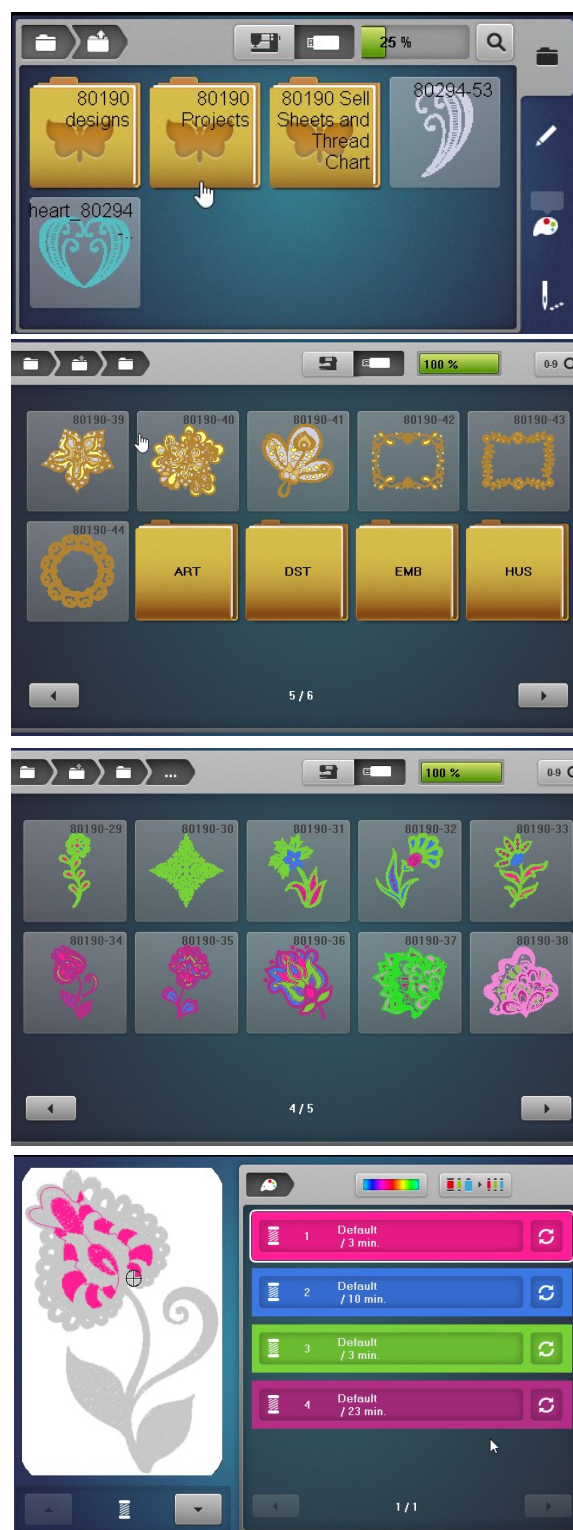 25 %
80190
designs
80190
Projects
80190 Sell
Sheets and
Thread
Chart
80294-53
heart_80294
-..
100 %
0-9
80190-39
80190-40
80190-41
80190-42
80190-43
80190-44
ART
DST
EMB
HUS
5 / 6
...
100 %
0-9
80190-29
80190-30
80190-31
80190-32
80190-33
80190-34
80190-35
80190-36
80190-37
80190-38
4 / 5
1
Default
/ 3 min.
2
Default
/ 10 min.
3
Default
/ 3 min.
4
Default
/ 23 min.
1 / 1